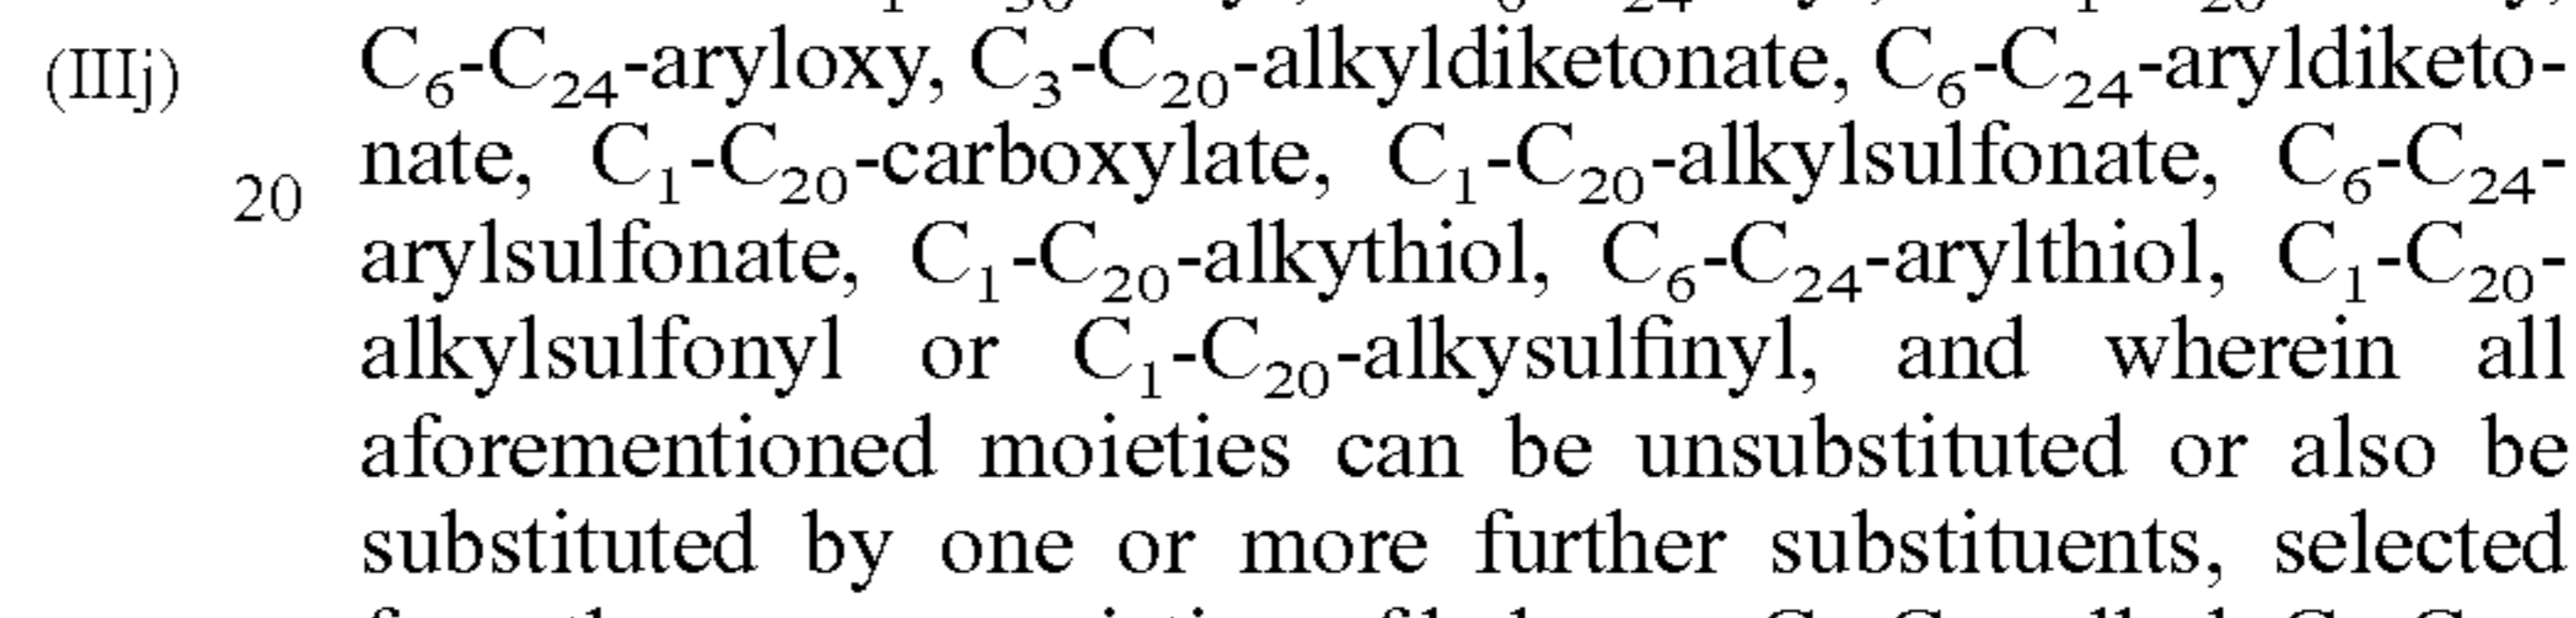 (IIIj)
C₆-C₂₄-aryloxy, C₃-C₂₀-alkyldiketonate, C₆-C₂₄-aryldiketo-
nate, C₁-C₂₀-carboxylate, C₁-C₂₀-alkylsulfonate, C₆-C₂₄-
20
arylsulfonate, C₁-C₂₀-alkythiol, C₆-C₂₄-arylthiol, C₁-C₂₀-
alkylsulfonyl or C₁-C₂₀-alkysulfinyl, and wherein all
aforementioned moieties can be unsubstituted or also be
substituted by one or more further substituents, selected